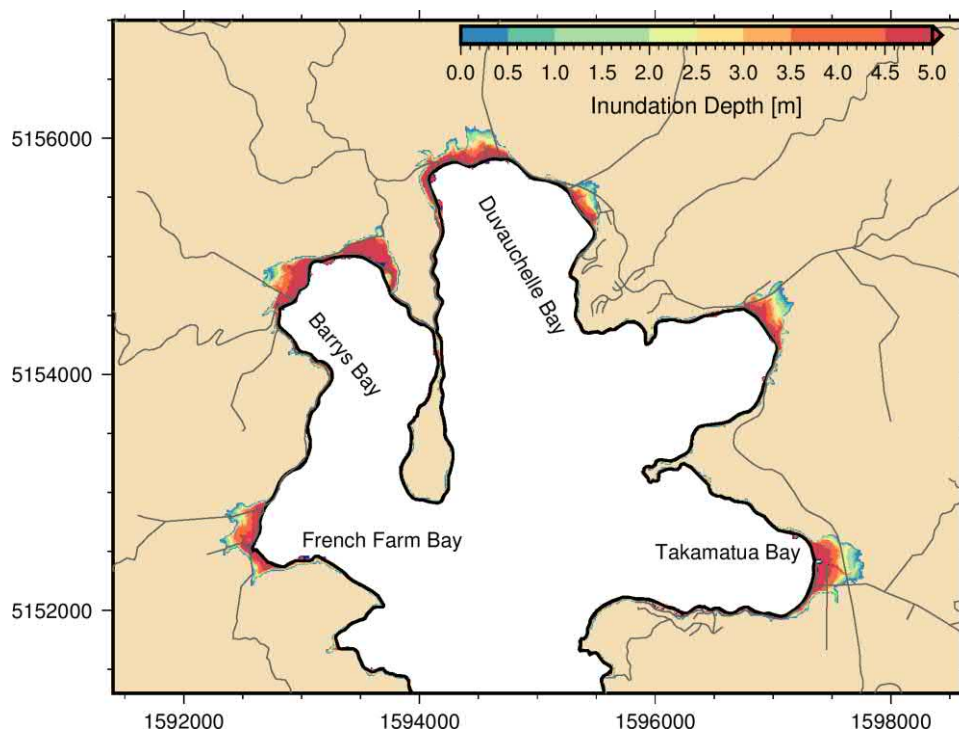 0.0 0.5 1.0 1.5 2.0 2.5 3.0 3.5 4.0 4.5 5.0
Inundation Depth [m]
5156000
Duvauchelle Bay
Barrys Bay
5154000
French Farm Bay
Takamatua Bay
5152000
1592000 1594000 1596000 1598000